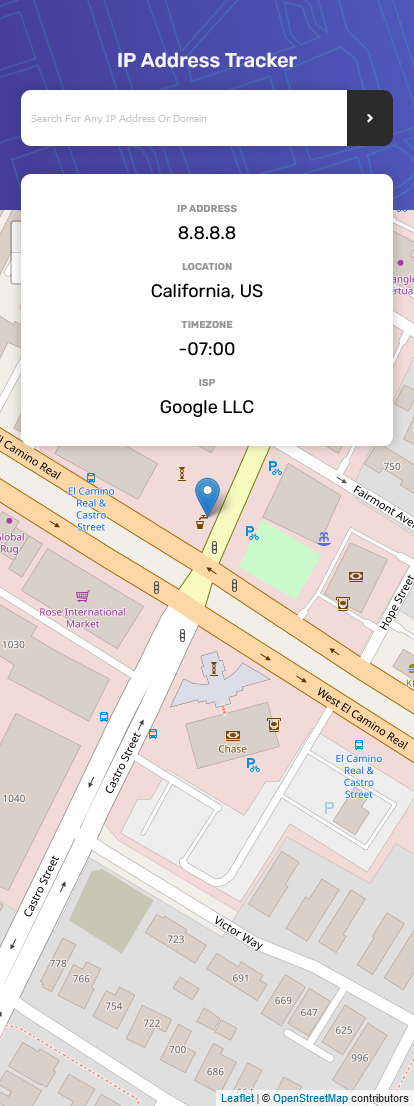 IP Address Tracker
Search For Any IP Address Or Domain
IP ADDRESS
8.8.8.8
LOCATION
California, US
TIMEZONE
-07:00
ISP
Google LLC
El Camino Real
750
El Camino
Real &
Castro
Street
Fairmont Ave
Global
Rug
Rose International
Market
Hope Street
1030
West El Camino Real
Castro Street
Chase
El Camino
Real &
Castro
Street
1040
P
Castro Street
Victor Way
723
778
766
691
754
669
647
722
625
700
996
686
Leaflet | © OpenStreetMap contributors